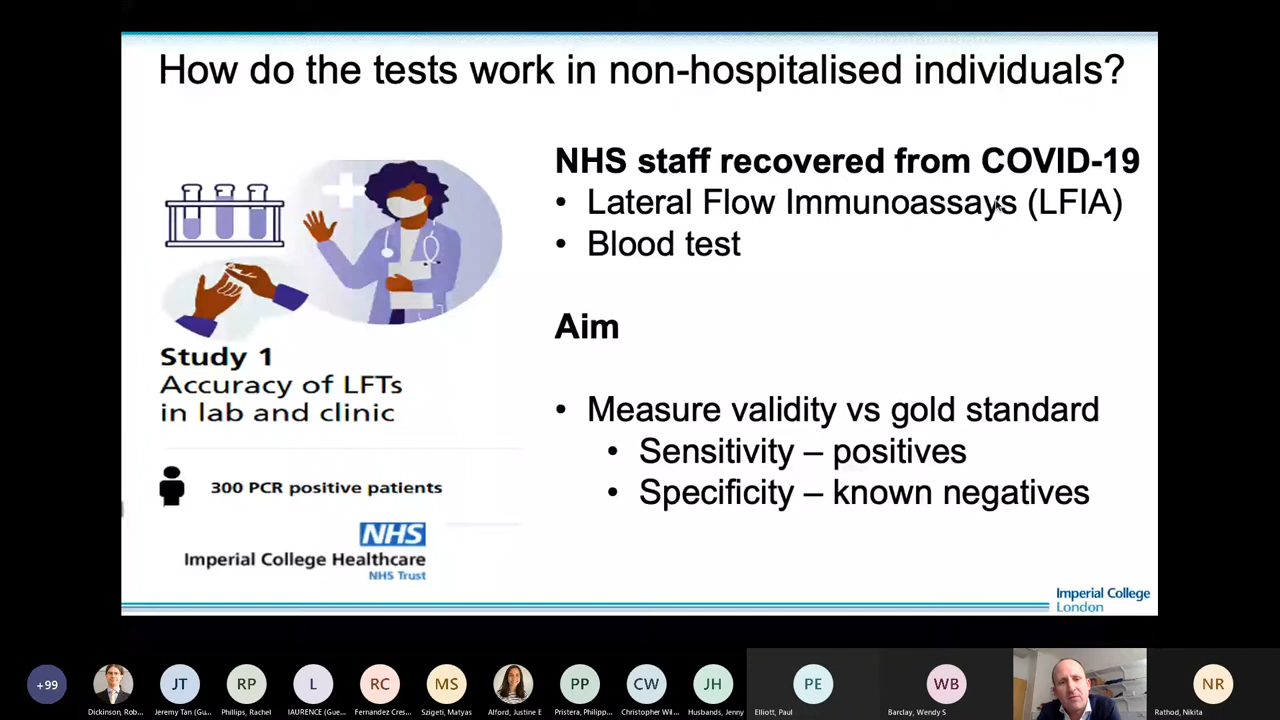 How do the tests work in non-hospitalised individuals?
NHS staff recovered from COVID-19
• Lateral Flow Immunoassays (LFIA)
• Blood test
Aim
• Measure validity vs gold standard
• Sensitivity – positives
• Specificity – known negatives
Study 1
Accuracy of LFTs
in lab and clinic
300 PCR positive patients
NHS
Imperial College Healthcare
NHS Trust
Imperial College
London
+99
JT
RP
L
RC
MS
PP
CW
JH
PE
WB
NR
Dickinson, Rob...
Jeremy Tan (Gu...
Phillips, Rachel
lAURENCE (Gue...
Fernandez Cres...
Szigeti, Matyas
Alford, Justine E
Pristera, Philipp...
Christopher Wil...
Husbands, Jenny
Elliott, Paul
Barclay, Wendy S
Rathod, Nikita